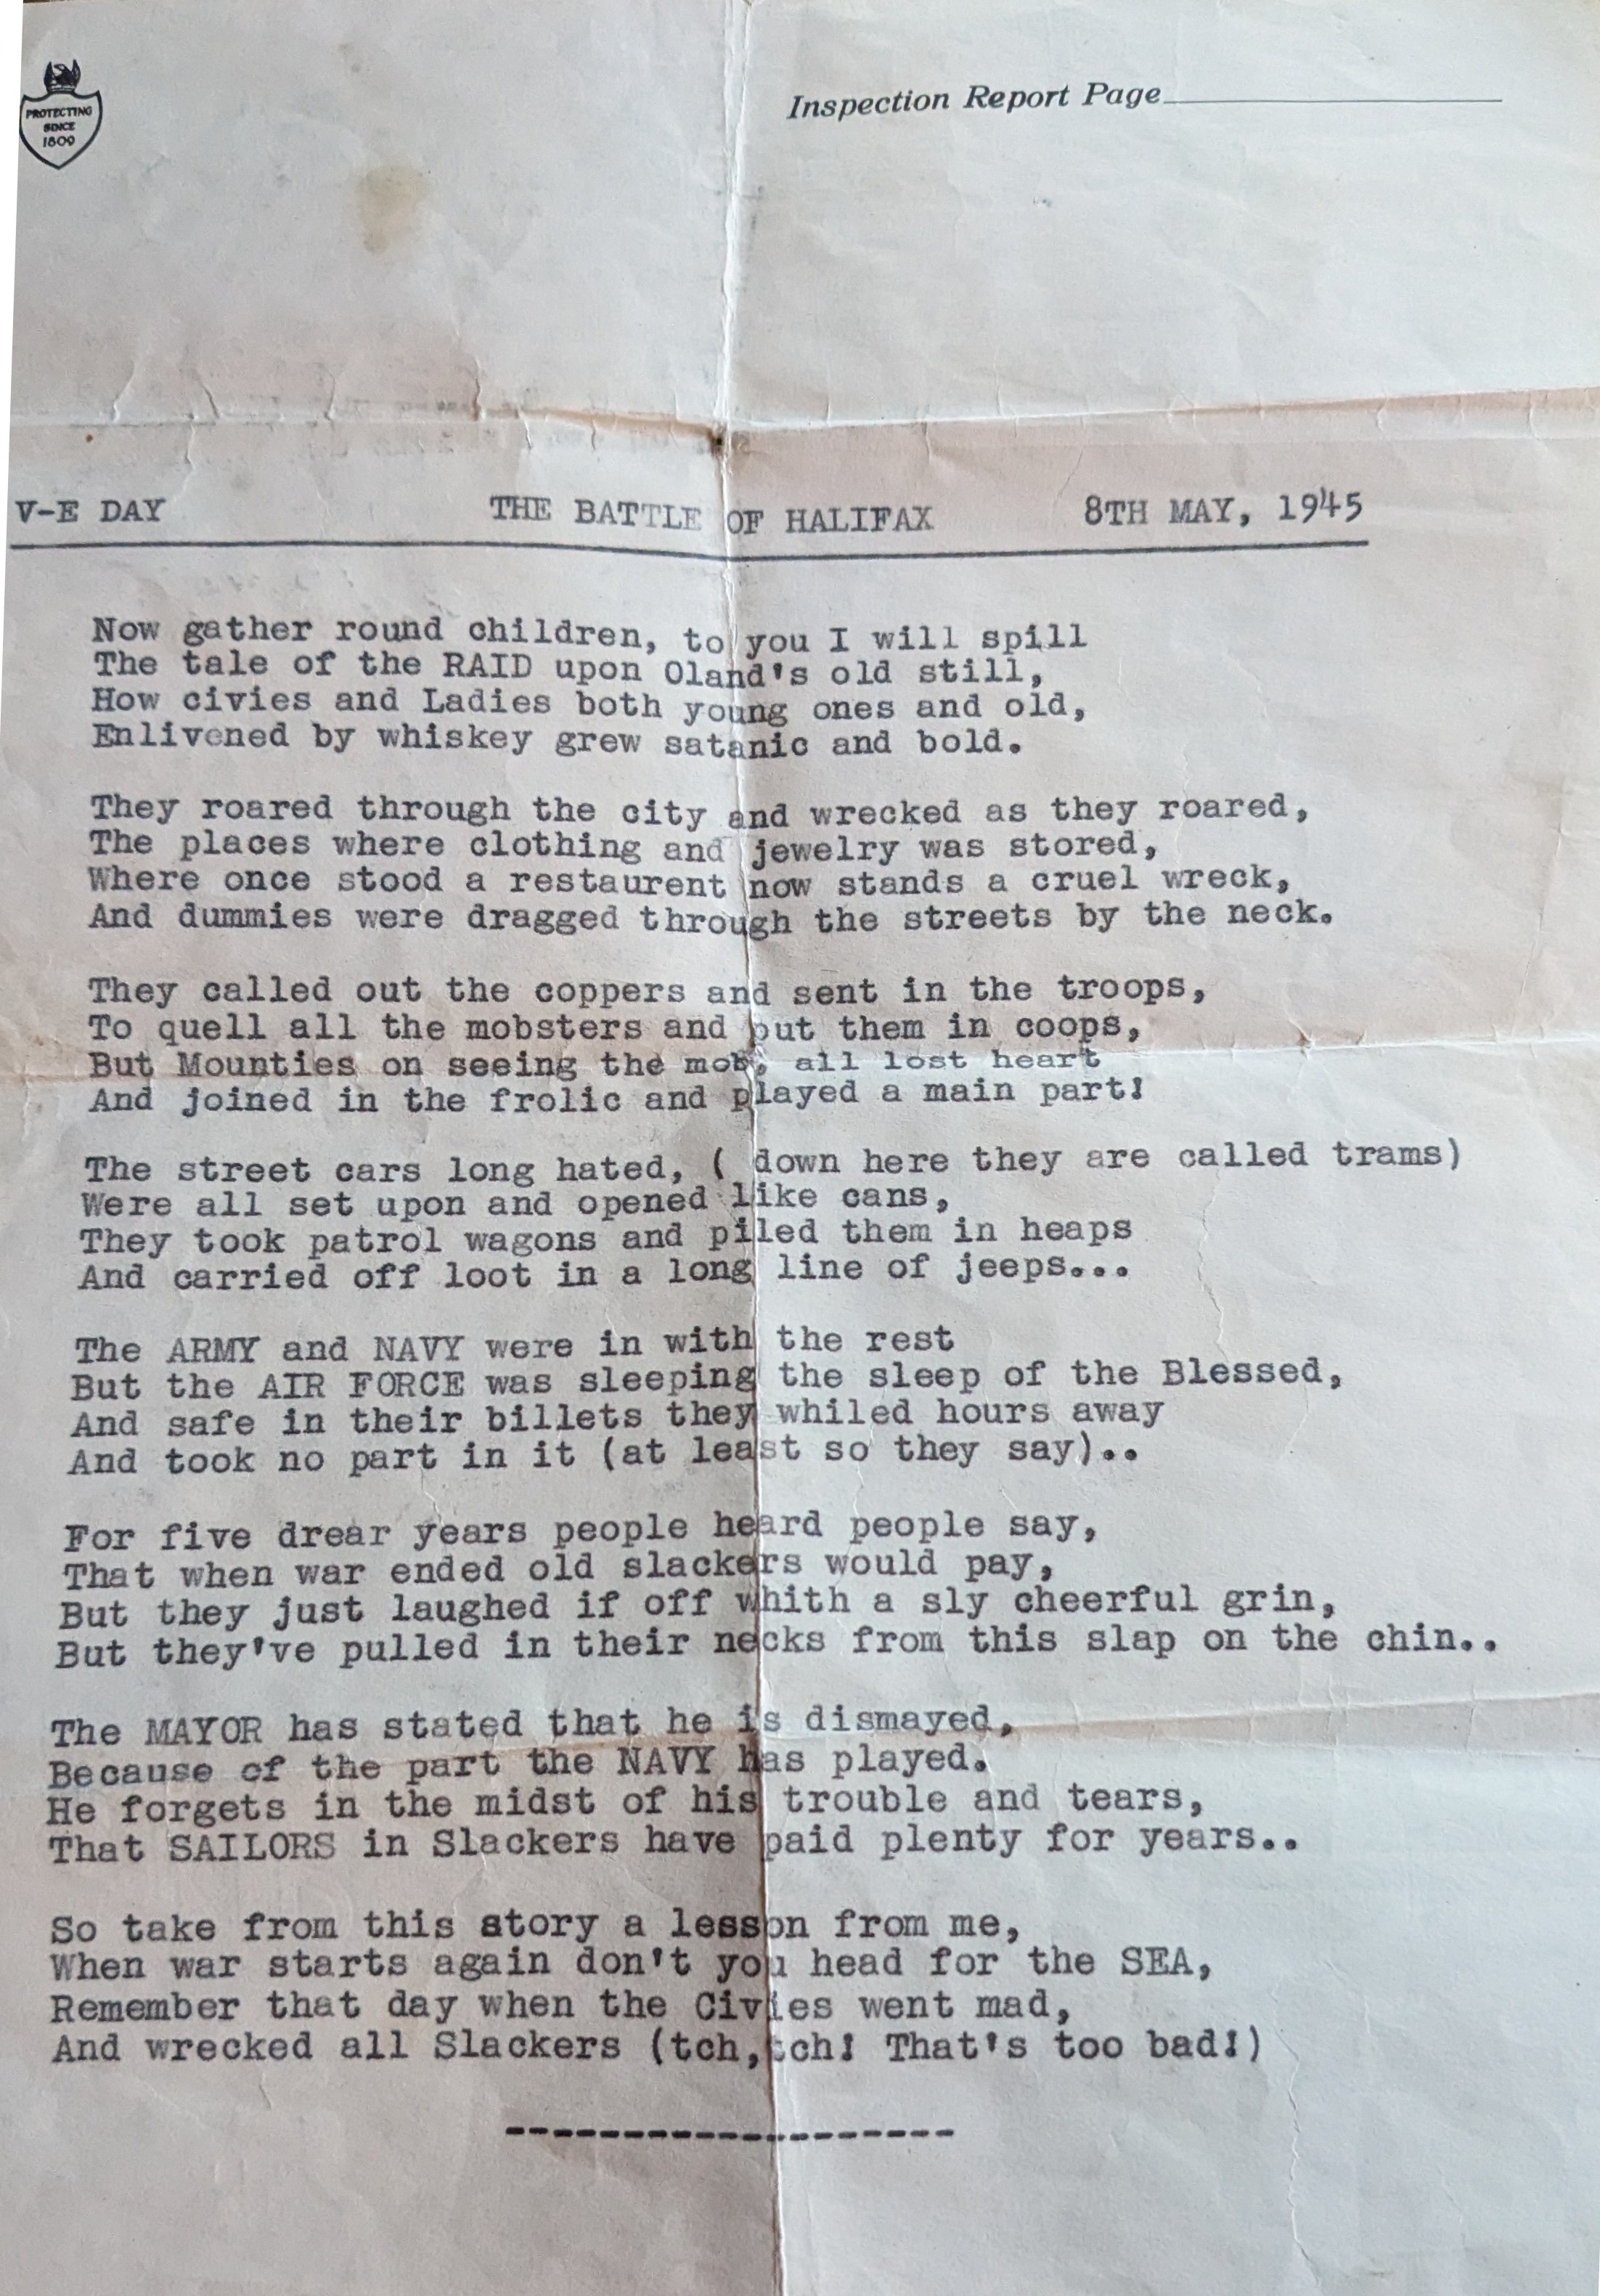 PROTECTING
SINCE
1809
Inspection Report Page
V-E DAY THE BATTLE OF HALIFAX 8TH MAY, 1945
Now gather round children, to you I will spill
The tale of the RAID upon Oland's old still,
How civies and Ladies both young ones and old,
Enlivened by whiskey grew satanic and bold.
They roared through the city and wrecked as they roared,
The places where clothing and jewelry was stored,
Where once stood a restaurent now stands a cruel wreck,
And dummies were dragged through the streets by the neck.
They called out the coppers and sent in the troops,
To quell all the mobsters and put them in coops,
But Mounties on seeing the mob, all lost heart
And joined in the frolic and played a main part!
The street cars long hated, ( down here they are called trams)
Were all set upon and opened like cans,
They took patrol wagons and piled them in heaps
And carried off loot in a long line of jeeps...
The ARMY and NAVY were in with the rest
But the AIR FORCE was sleeping the sleep of the Blessed,
And safe in their billets they whiled hours away
And took no part in it (at least so they say)..
For five drear years people heard people say,
That when war ended old slackers would pay,
But they just laughed if off whith a sly cheerful grin,
But they've pulled in their necks from this slap on the chin..
The MAYOR has stated that he is dismayed,
Because of the part the NAVY has played.
He forgets in the midst of his trouble and tears,
That SAILORS in Slackers have paid plenty for years..
So take from this story a lesson from me,
When war starts again don't you head for the SEA,
Remember that day when the Civies went mad,
And wrecked all Slackers (tch,tch! That's too bad!)
-------------------